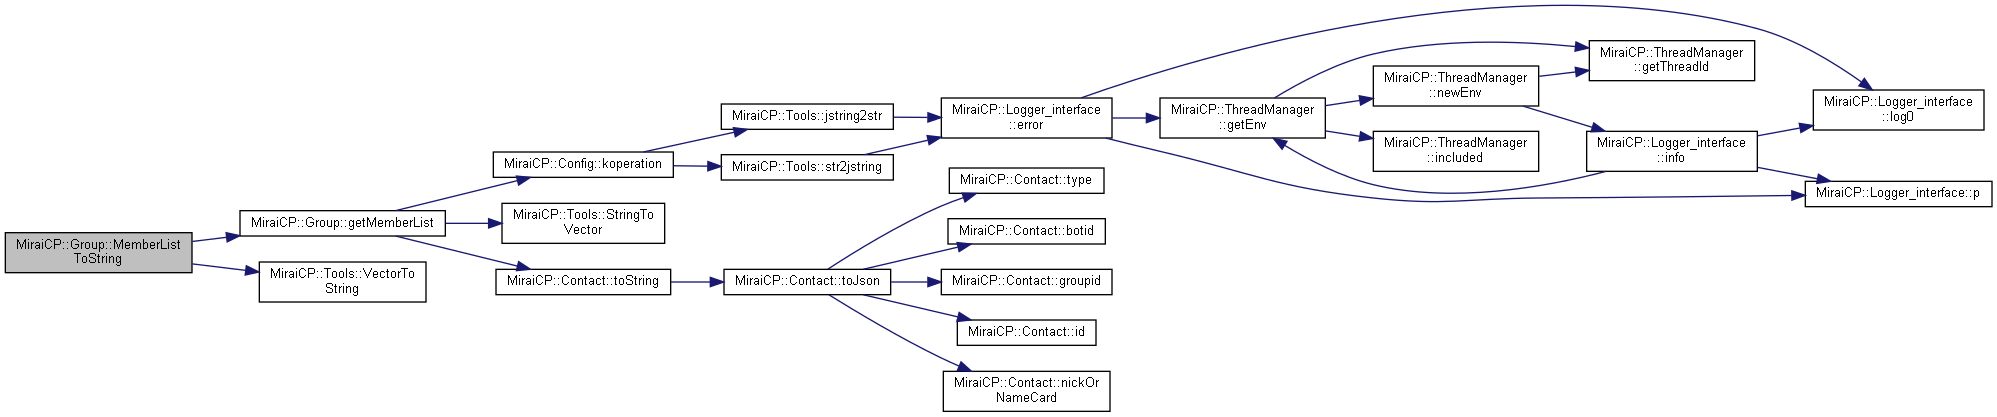 MiraiCP::Group::MemberList
ToString
MiraiCP::Group::getMemberList
MiraiCP::Tools::VectorTo
String
MiraiCP::Config::koperation
MiraiCP::Tools::StringTo
Vector
MiraiCP::Contact::toString
MiraiCP::Tools::jstring2str
MiraiCP::Tools::str2jstring
MiraiCP::Contact::toJson
MiraiCP::Logger_interface
::error
MiraiCP::Contact::type
MiraiCP::Contact::botid
MiraiCP::Contact::groupid
MiraiCP::Contact::id
MiraiCP::Contact::nickOr
NameCard
MiraiCP::ThreadManager
::getEnv
MiraiCP::ThreadManager
::newEnv
MiraiCP::ThreadManager
::included
MiraiCP::ThreadManager
::getThreadId
MiraiCP::Logger_interface
::info
MiraiCP::Logger_interface
::log0
MiraiCP::Logger_interface::p